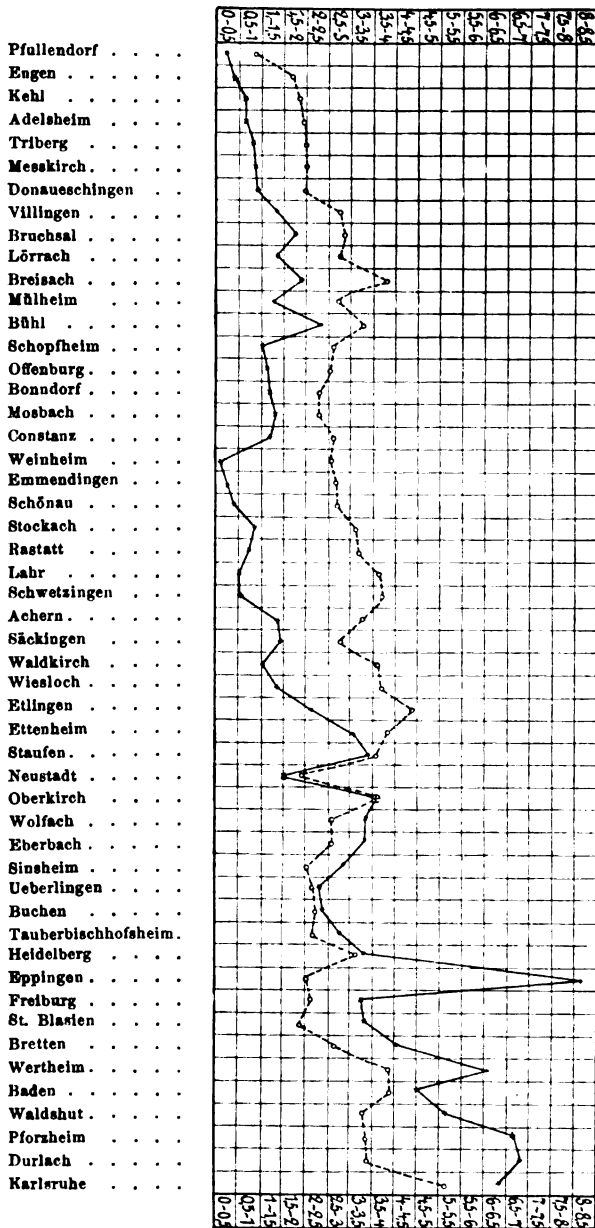 0-0,5 0,5-1 1-1,5 1,5-2 2-2,5 2,5-3 3-3,5 3,5-4 4-4,5 4,5-5 5-5,5 5,5-6 6-6,5 6,5-7 7-7,5 7,5-8 8-8,5
Pfullendorf . . . .
Engen . . . . .
Kehl . . . . .
Adelsheim . . . .
Triberg . . . .
Messkirch . . . . .
Donaueschingen . .
Villingen . . . . .
Bruchsal . . . . .
Lörrach . . . . .
Breisach . . . . .
Mülheim . . . . .
Bühl . . . . .
Schopfheim . . . .
Offenburg . . . . .
Bonndorf . . . . .
Mosbach . . . . .
Constanz . . . . .
Weinheim . . . . .
Emmendingen . . . .
Schönau . . . . .
Stockach . . . . .
Rastatt . . . . .
Lahr . . . . .
Schwetzingen . . . .
Achern . . . . .
Säckingen . . . . .
Waldkirch . . . .
Wiesloch . . . . .
Etlingen . . . . .
Ettenheim . . . .
Staufen . . . . .
Neustadt . . . . .
Oberkirch . . . .
Wolfach . . . . .
Eberbach . . . . .
Sinsheim . . . . .
Ueberlingen . . . .
Buchen . . . . .
Tauberbischhofsheim .
Heidelberg . . . .
Eppingen . . . . .
Freiburg . . . . .
St. Blasien . . . .
Bretten . . . . .
Wertheim . . . . .
Baden . . . . .
Waldshut . . . . .
Pforzheim . . . .
Durlach . . . . .
Karlsruhe . . . .
0-0,5 0,5-1 1-1,5 1,5-2 2-2,5 2,5-3 3-3,5 3,5-4 4-4,5 4,5-5 5-5,5 5,5-6 6-6,5 6,5-7 7-7,5 7,5-8 8-8,5